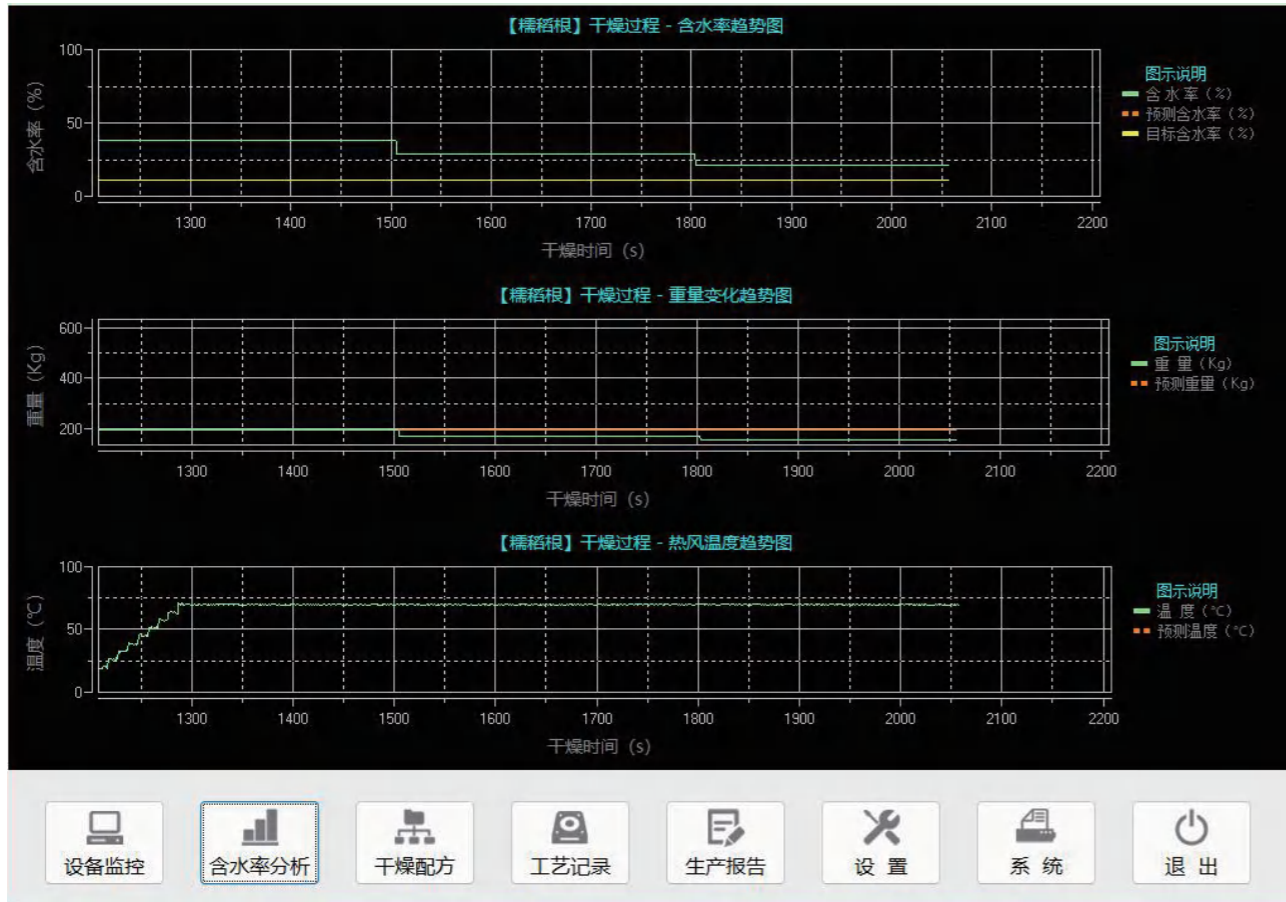 【糯稻根】干燥过程 - 含水率趋势图
100
50
0
含水率（%）
1300 1400 1500 1600 1700 1800 1900 2000 2100 2200
干燥时间（s）
图示说明
含 水 率（%）
预测含水率（%）
目标含水率（%）
【糯稻根】干燥过程 - 重量变化趋势图
600
400
200
重量（Kg）
1300 1400 1500 1600 1700 1800 1900 2000 2100 2200
干燥时间（s）
图示说明
重 量（Kg）
预测重量（Kg）
【糯稻根】干燥过程 - 热风温度趋势图
100
50
0
温度（℃）
1300 1400 1500 1600 1700 1800 1900 2000 2100 2200
干燥时间（s）
图示说明
温 度（℃）
预测温度（℃）
设备监控 含水率分析 干燥配方 工艺记录 生产报告 设 置 系 统 退 出